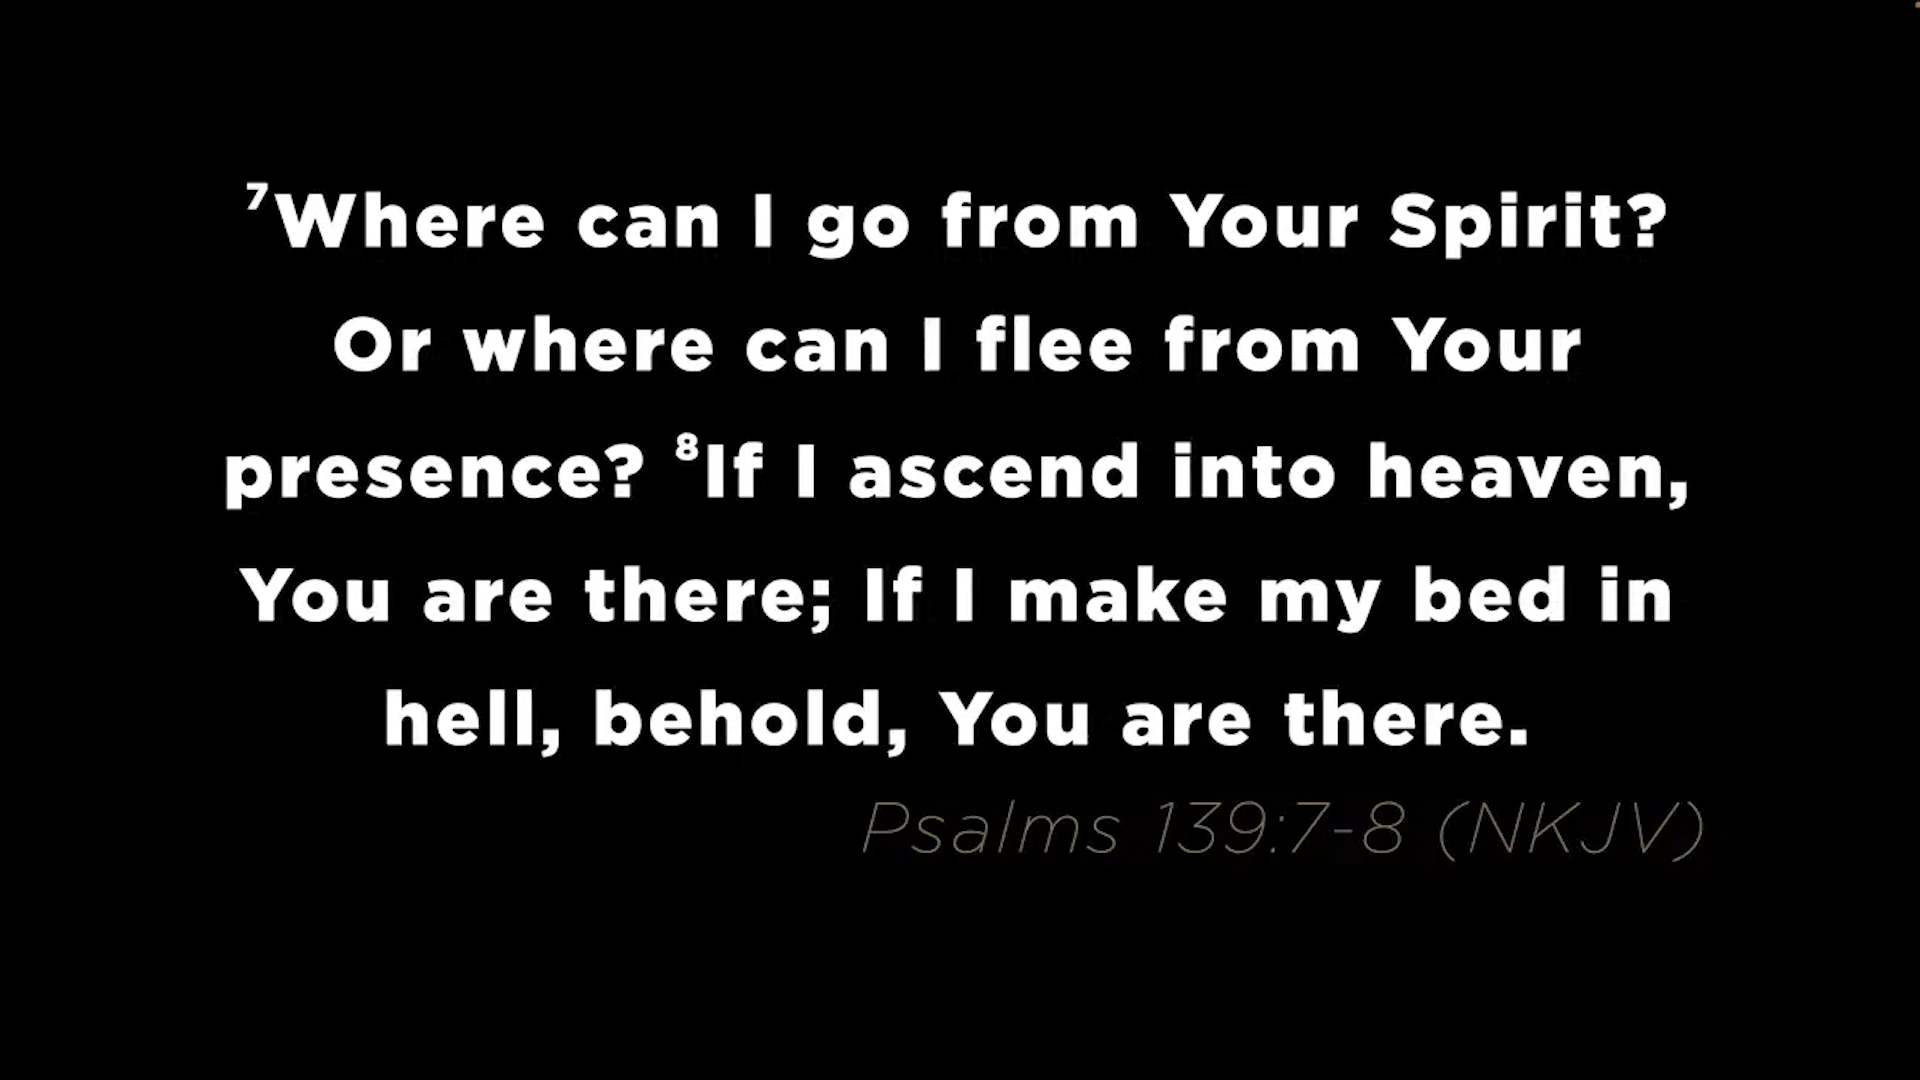 ⁷Where can I go from Your Spirit?
Or where can I flee from Your
presence? ⁸If I ascend into heaven,
You are there; If I make my bed in
hell, behold, You are there.
Psalms 139:7-8 (NKJV)